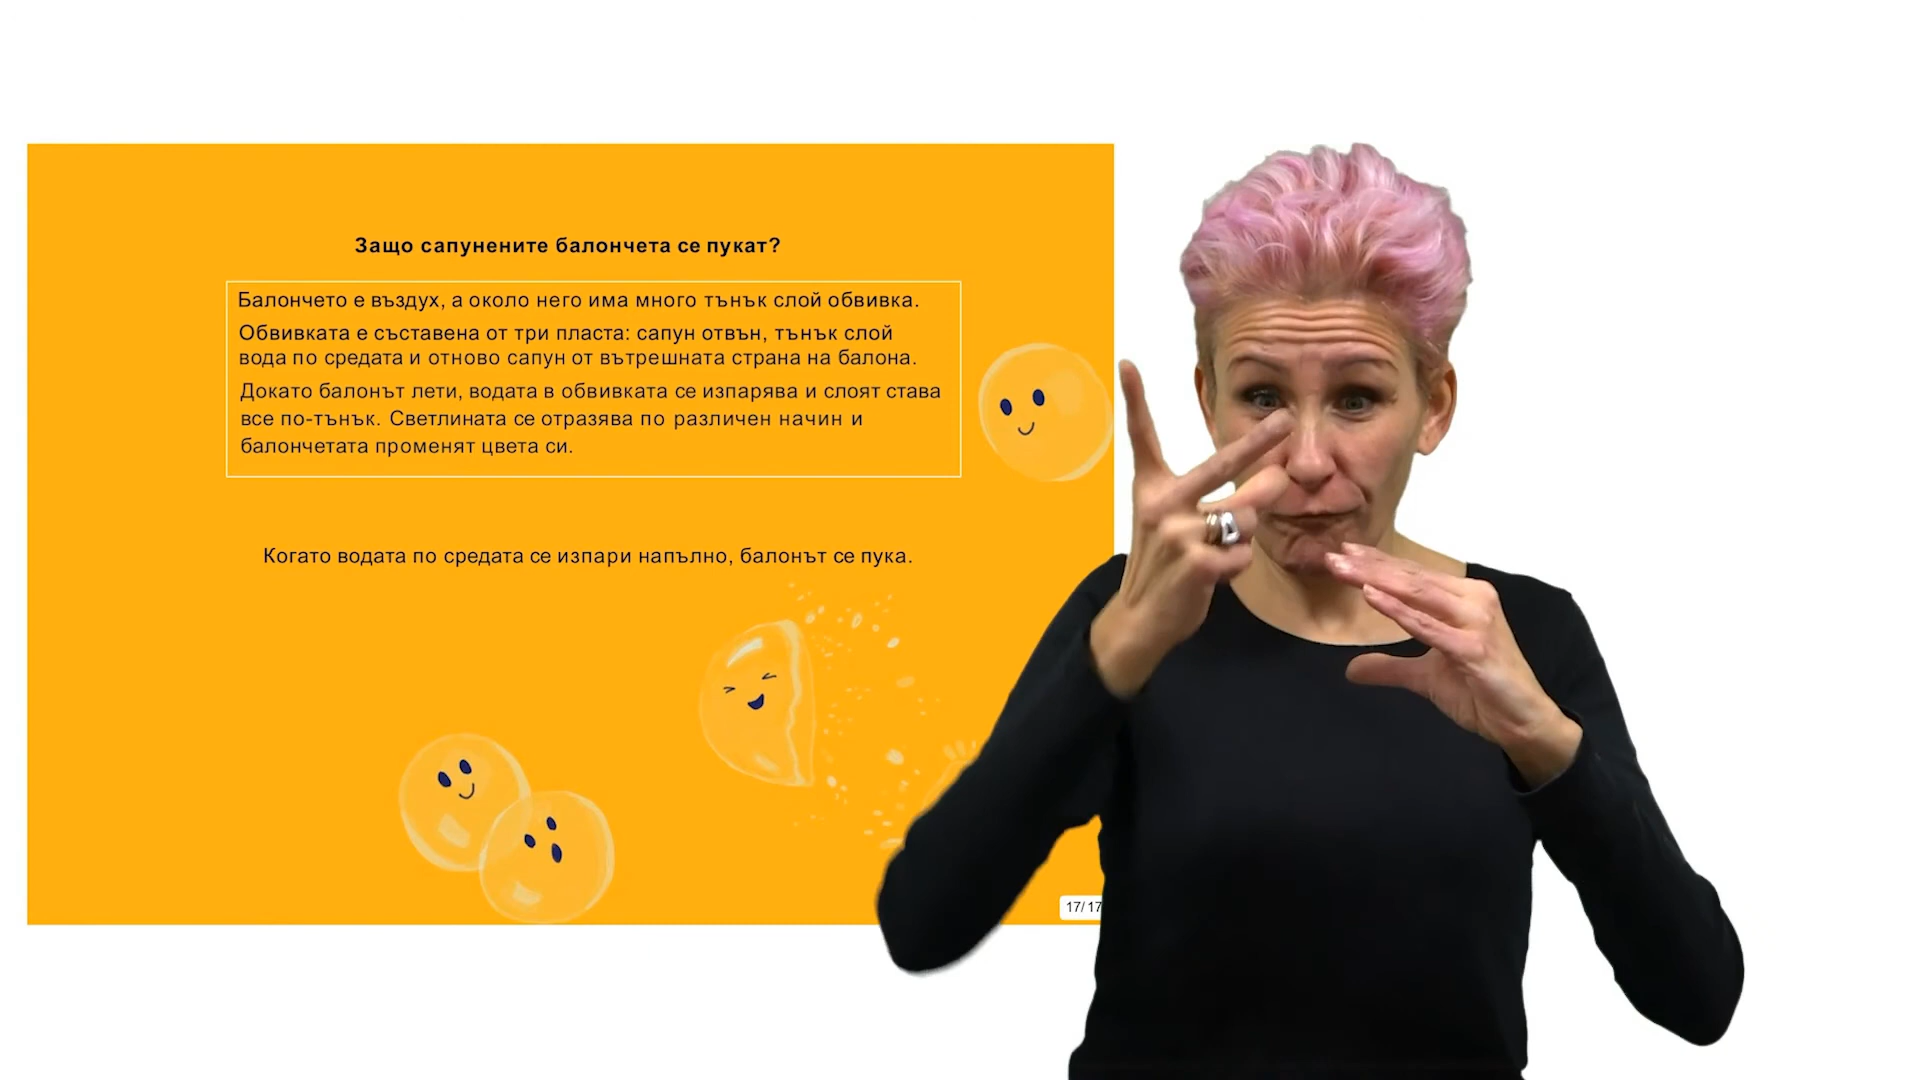 Защо сапунените балончета се пукат?
Балончето е въздух, а около него има много тънък слой обвивка.
Обвивката е съставена от три пласта: сапун отвън, тънък слой
вода по средата и отново сапун от вътрешната страна на балона.
Докато балонът лети, водата в обвивката се изпарява и слоят става
все по-тънък. Светлината се отразява по различен начин и
балончетата променят цвета си.
Когато водата по средата се изпари напълно, балонът се пука.
17/17